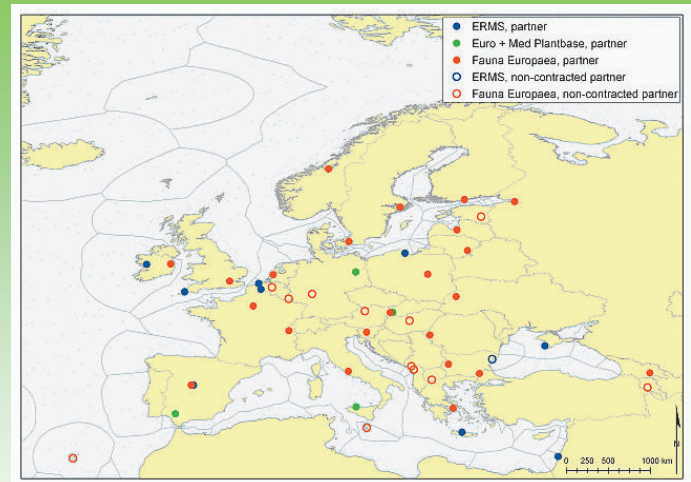 ERMS, partner
Euro + Med Plantbase, partner
Fauna Europaea, partner
ERMS, non-contracted partner
Fauna Europaea, non-contracted partner
N
0 250 500 1000 km